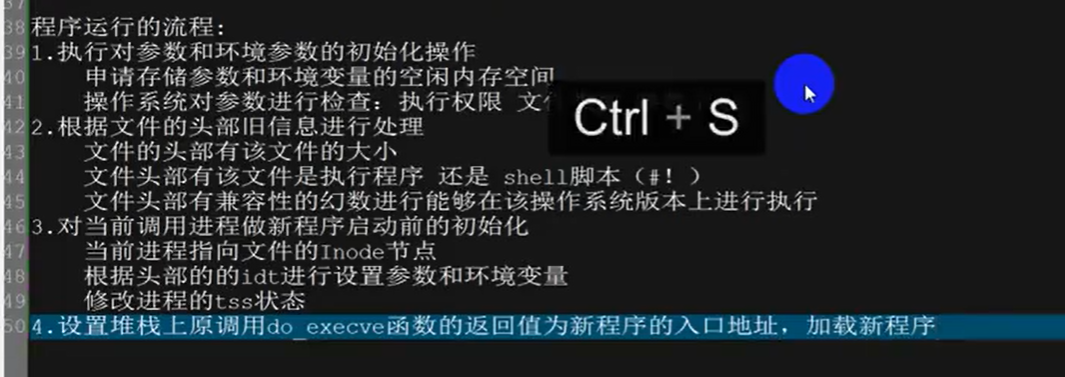 37
38 程序运行的流程:
39 1.执行对参数和环境参数的初始化操作
40 申请存储参数和环境变量的空闲内存空间
41 操作系统对参数进行检查: 执行权限 文
Ctrl + S
42 2.根据文件的头部旧信息进行处理
43 文件的头部有该文件的大小
44 文件头部有该文件是执行程序 还是 shell脚本（#! ）
45 文件头部有兼容性的幻数进行能够在该操作系统版本上进行执行
46 3.对当前调用进程做新程序启动前的初始化
47 当前进程指向文件的Inode节点
48 根据头部的的idt进行设置参数和环境变量
49 修改进程的tss状态
50 4.设置堆栈上原调用do_execve函数的返回值为新程序的入口地址，加载新程序